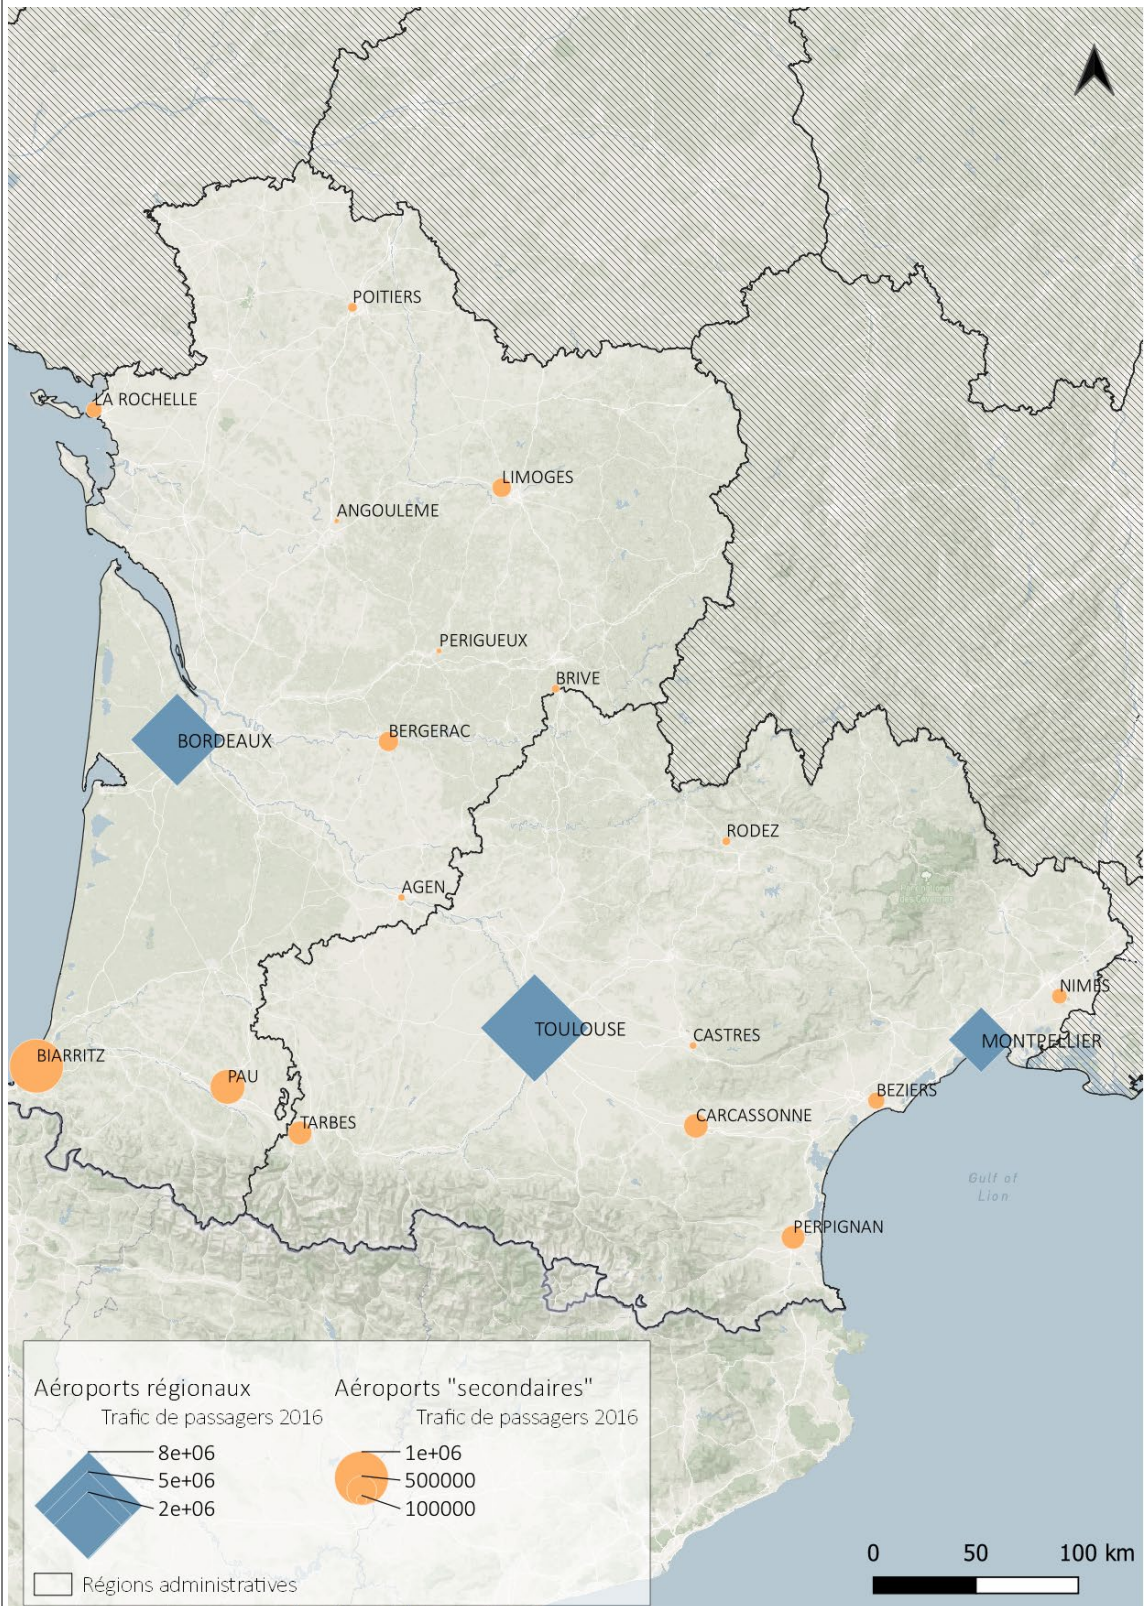 POITIERS
LA ROCHELLE
LIMOGES
ANGOULEME
PERIGUEUX
BRIVE
BERGERAC
BORDEAUX
RODEZ
AGEN
NIMES
TOULOUSE
CASTRES
MONTPELLIER
BIARRITZ
PAU
BEZIERS
TARBES
CARCASSONNE
Gulf of
Lion
PERPIGNAN
Aéroports régionaux
Trafic de passagers 2016
8e+06
5e+06
2e+06
Aéroports "secondaires"
Trafic de passagers 2016
1e+06
500000
100000
Régions administratives
0 50 100 km